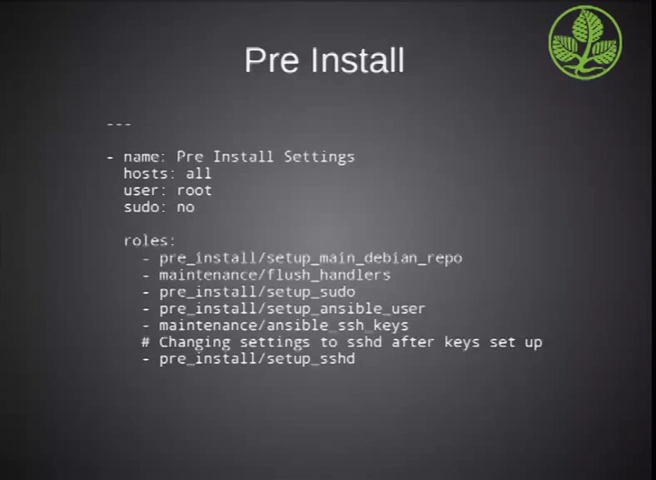 Pre Install
---
- name: Pre Install Settings
hosts: all
user: root
sudo: no
roles:
- pre_install/setup_main_debian_repo
- maintenance/flush_handlers
- pre_install/setup_sudo
- pre_install/setup_ansible_user
- maintenance/ansible_ssh_keys
# Changing settings to sshd after keys set up
- pre_install/setup_sshd